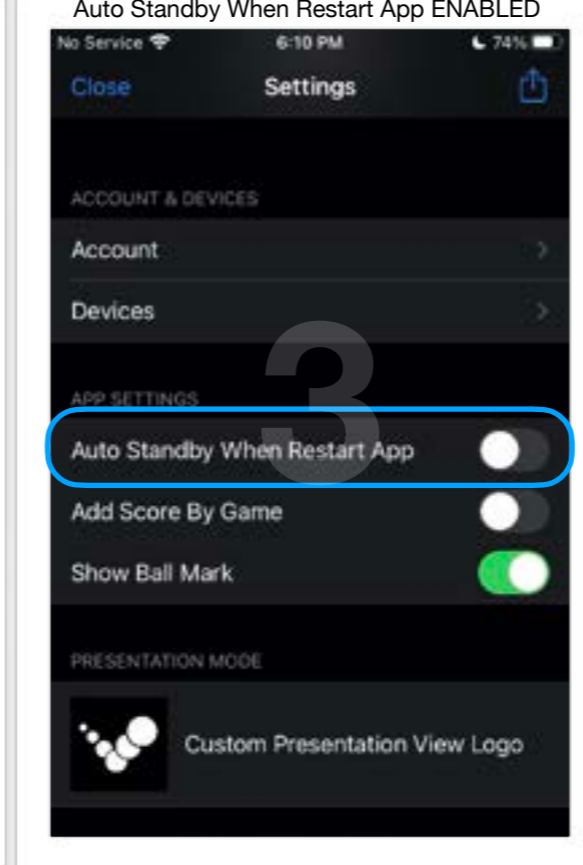 Auto Standby When Restart App ENABLED
No Service 6:10 PM 74%
Close Settings
ACCOUNT & DEVICES
Account
Devices
3
APP SETTINGS
Auto Standby When Restart App
Add Score By Game
Show Ball Mark
PRESENTATION MODE
Custom Presentation View Logo